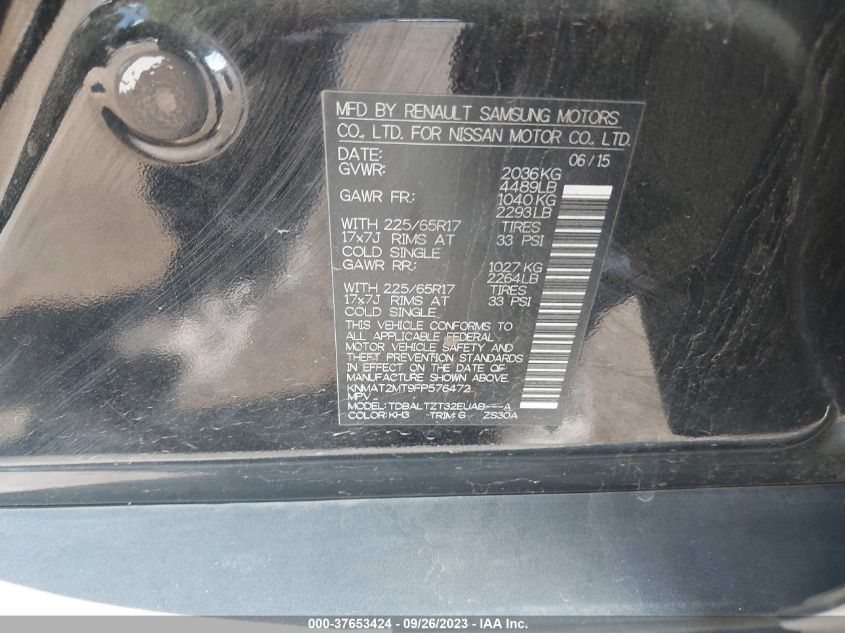 MFD BY RENAULT SAMSUNG MOTORS
CO., LTD. FOR NISSAN MOTOR CO., LTD.
DATE: 06/15
GVWR: 2036KG
4489LB
GAWR FR: 1040KG
2293LB
WITH 225/65R17 TIRES
17x7J RIMS AT 33 PSI
COLD SINGLE
GAWR RR: 1027KG
2264LB
WITH 225/65R17 TIRES
17x7J RIMS AT 33 PSI
COLD SINGLE
THIS VEHICLE CONFORMS TO
ALL APPLICABLE FEDERAL
MOTOR VEHICLE SAFETY AND
THEFT PREVENTION STANDARDS
IN EFFECT ON THE DATE OF
MANUFACTURE SHOWN ABOVE.
KNMAT2MT9FP576472
MPV
MODEL: TDBALTZT32EUAB---A
COLOR: KH3 TRIM: G ZS30A
000-37653424 - 09/26/2023 - IAA Inc.